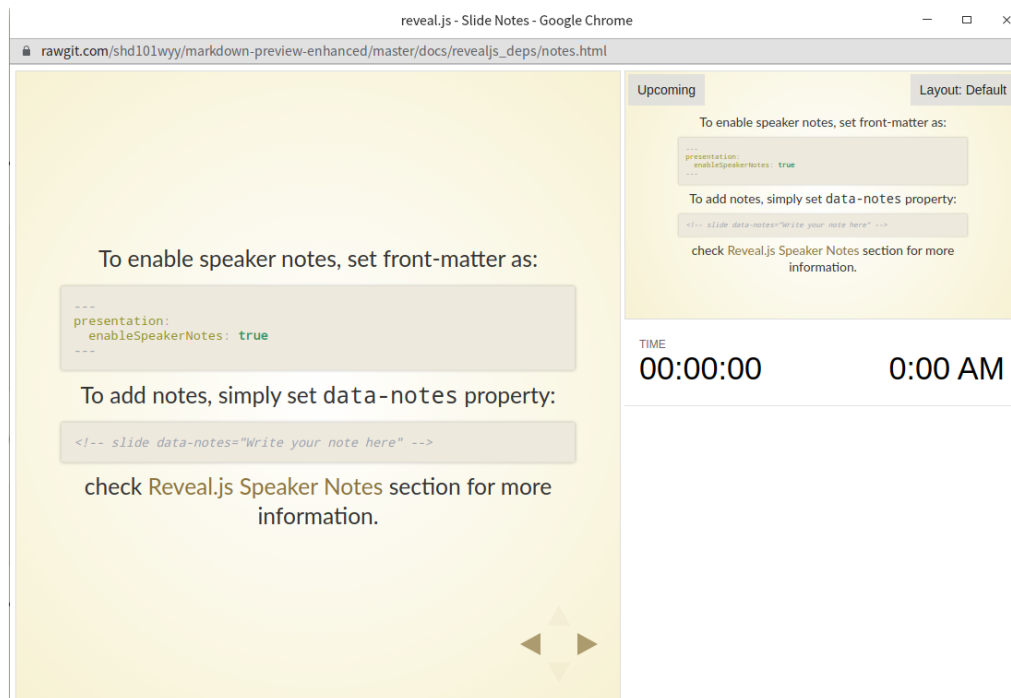 reveal.js - Slide Notes - Google Chrome
rawgit.com/shd101wyy/markdown-preview-enhanced/master/docs/revealjs_deps/notes.html
To enable speaker notes, set front-matter as:
---
presentation:
  enableSpeakerNotes: true
---
To add notes, simply set data-notes property:
<!-- slide data-notes="Write your note here" -->
check Reveal.js Speaker Notes section for more
information.
Upcoming
Layout: Default
To enable speaker notes, set front-matter as:
---
presentation:
  enableSpeakerNotes: true
---
To add notes, simply set data-notes property:
<!-- slide data-notes="Write your note here" -->
check Reveal.js Speaker Notes section for more
information.
TIME
00:00:00
0:00 AM